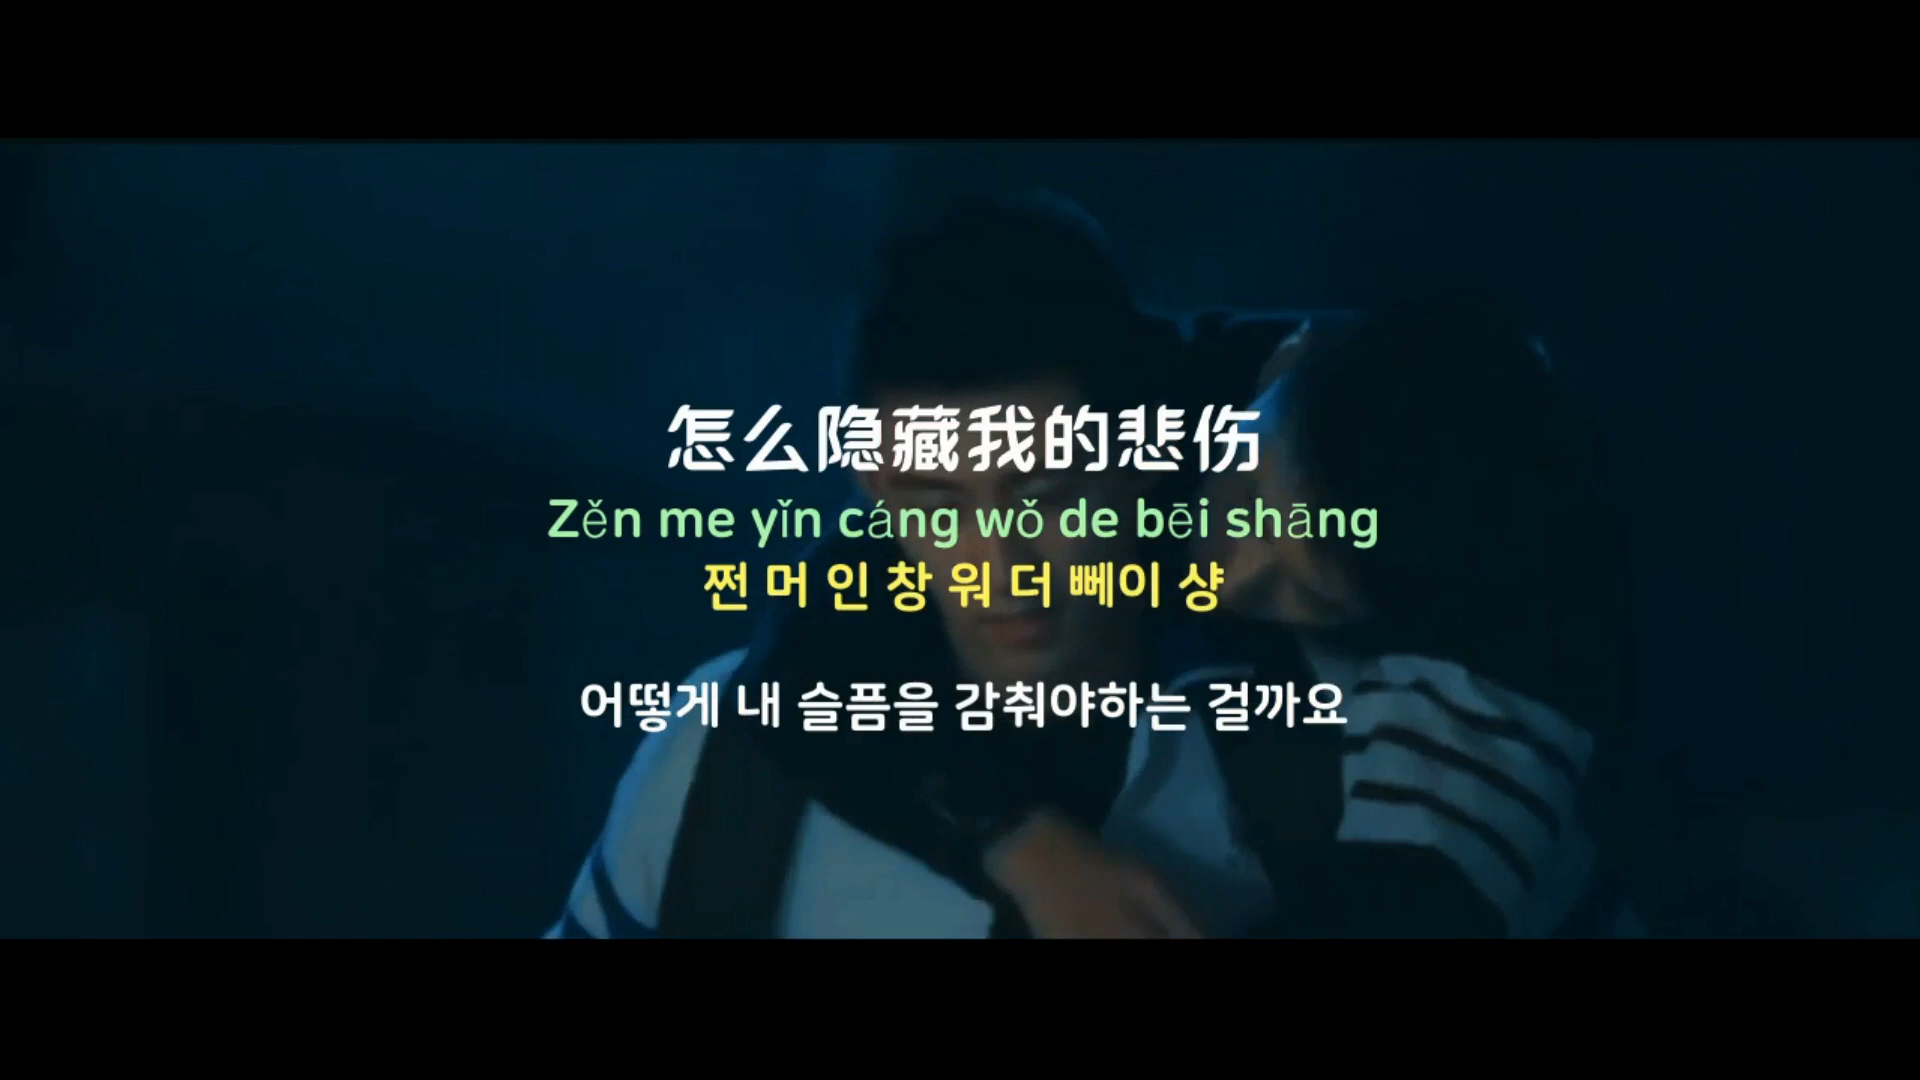 怎么隐藏我的悲伤
Zěn me yǐn cáng wǒ de bēi shāng
쩐 머 인 창 워 더 뻬이 샹
어떻게 내 슬픔을 감춰야하는 걸까요